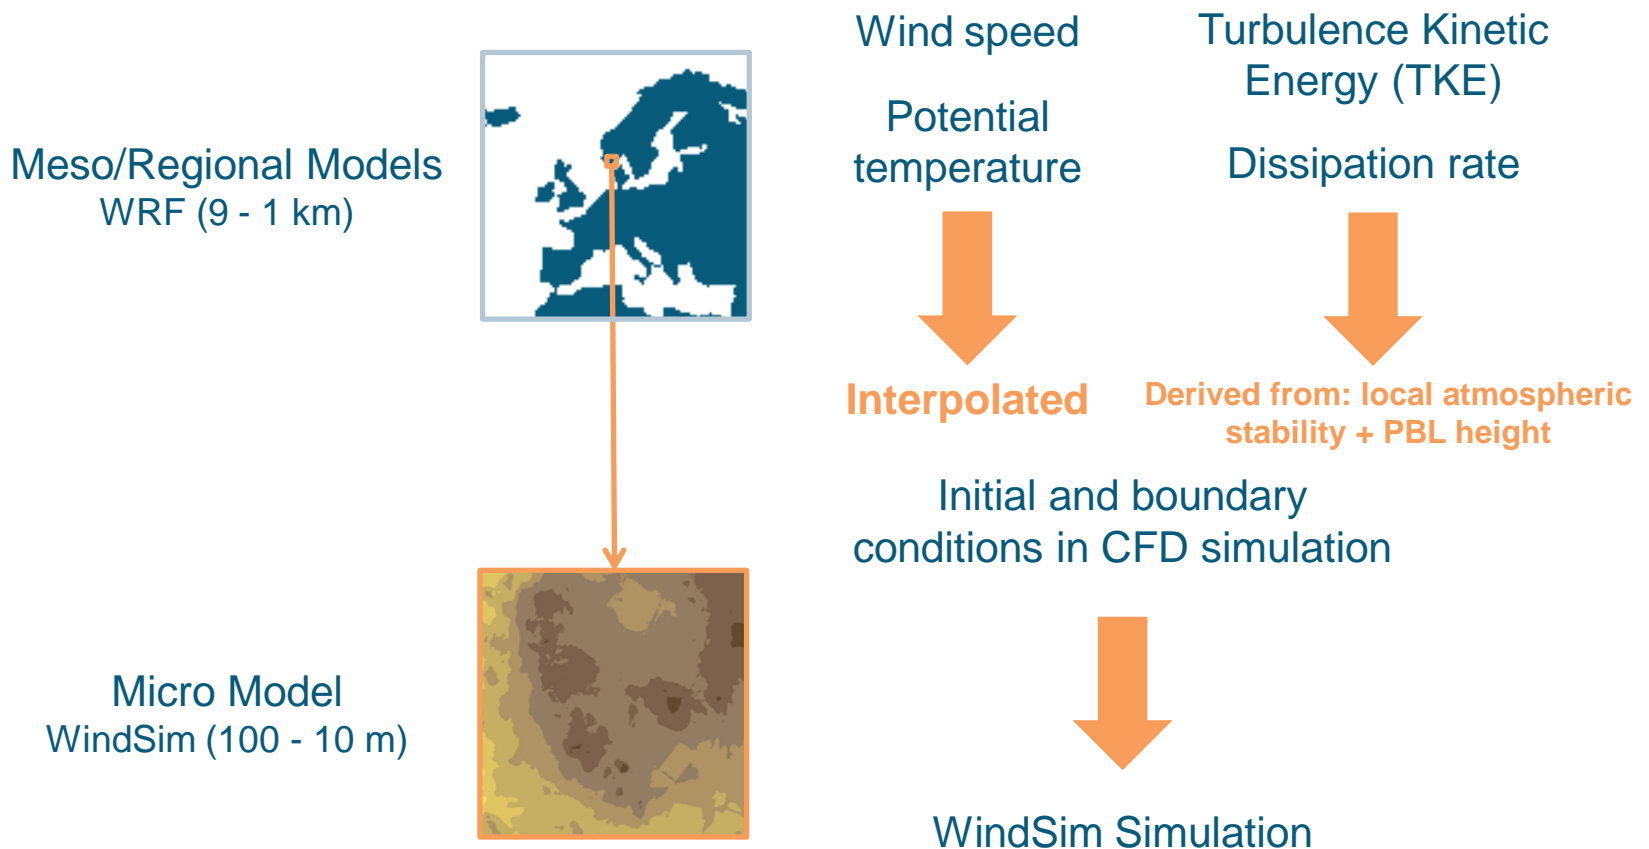 Meso/Regional Models
WRF (9 - 1 km)
Micro Model
WindSim (100 - 10 m)
Wind speed
Potential
temperature
Interpolated
Turbulence Kinetic
Energy (TKE)
Dissipation rate
Derived from: local atmospheric
stability + PBL height
Initial and boundary
conditions in CFD simulation
WindSim Simulation